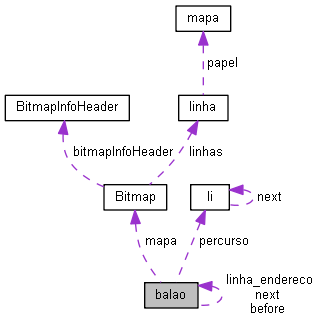 mapa
papel
BitmapInfoHeader
linha
bitmapInfoHeader
linhas
Bitmap
li
next
mapa
percurso
balao
linha_endereco
next
before